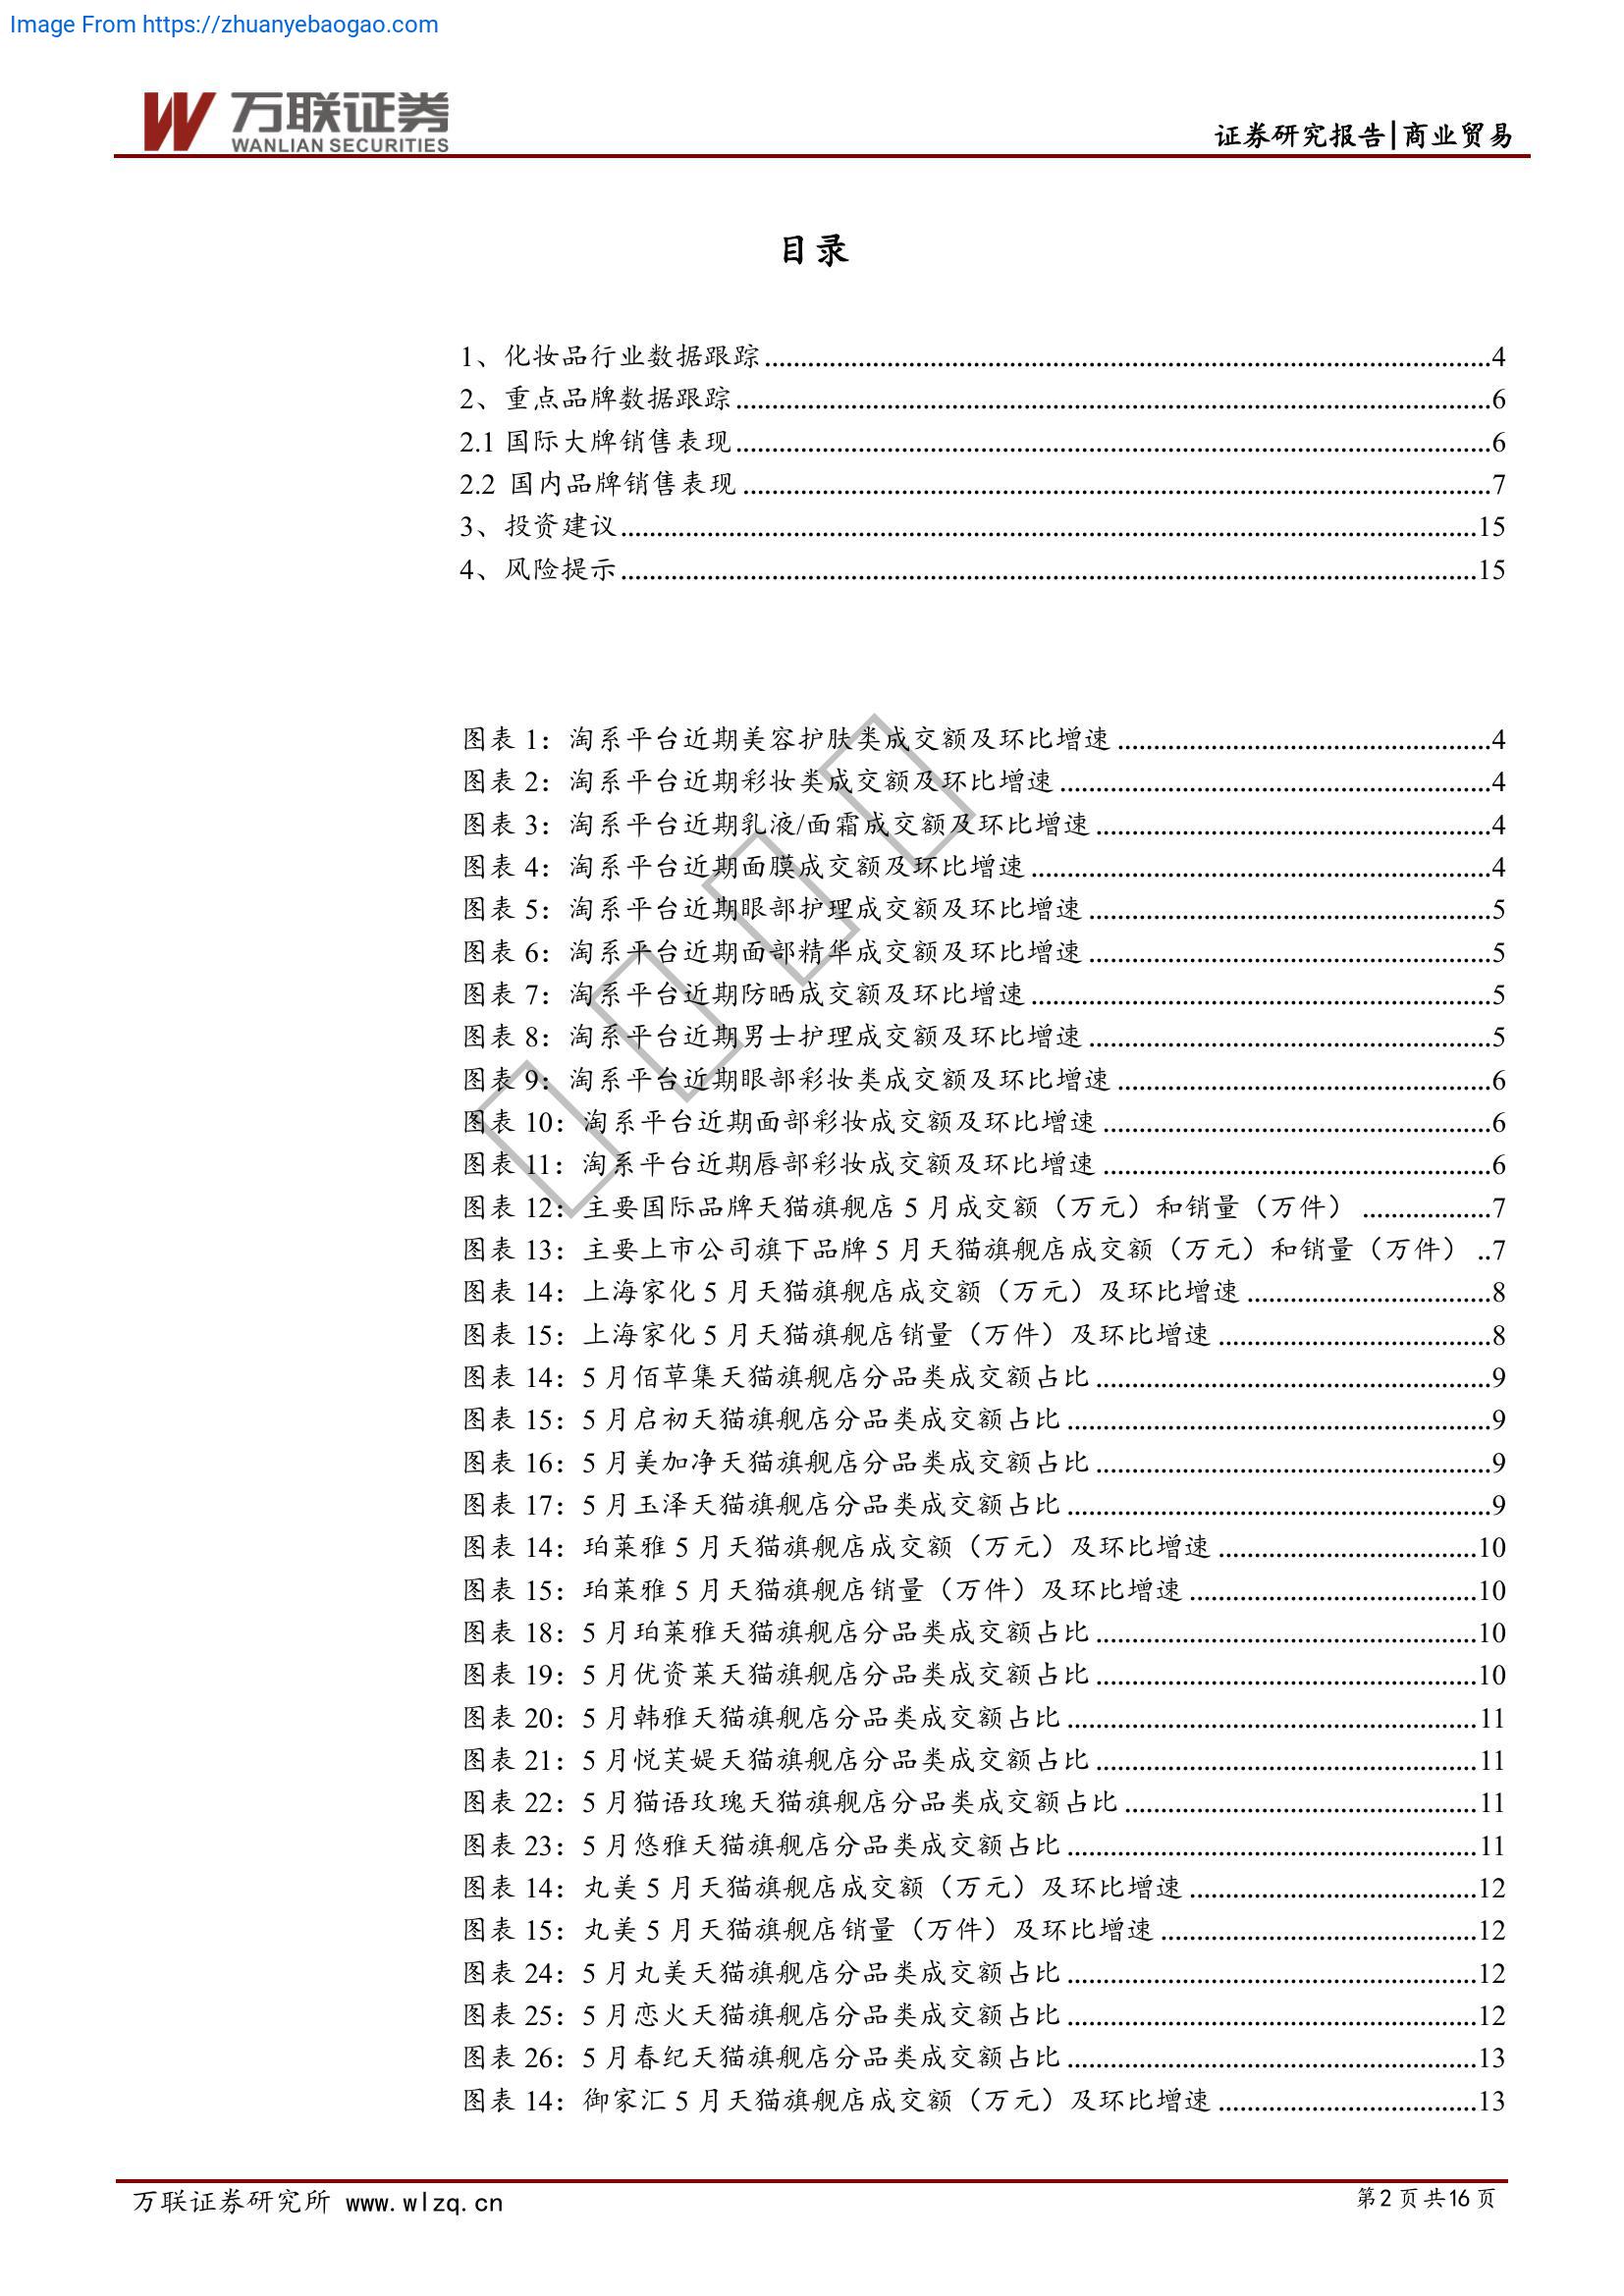 Image From https://zhuanyebaogao.com
万联证券
WANLIAN SECURITIES
证券研究报告|商业贸易
目录
1、化妆品行业数据跟踪 4
2、重点品牌数据跟踪 6
2.1 国际大牌销售表现 6
2.2 国内品牌销售表现 7
3、投资建议 15
4、风险提示 15
图表 1：淘系平台近期美容护肤类成交额及环比增速 4
图表 2：淘系平台近期彩妆类成交额及环比增速 4
图表 3：淘系平台近期乳液/面霜成交额及环比增速 4
图表 4：淘系平台近期面膜成交额及环比增速 4
图表 5：淘系平台近期眼部护理成交额及环比增速 5
图表 6：淘系平台近期面部精华成交额及环比增速 5
图表 7：淘系平台近期防晒成交额及环比增速 5
图表 8：淘系平台近期男士护理成交额及环比增速 5
图表 9：淘系平台近期眼部彩妆类成交额及环比增速 6
图表 10：淘系平台近期面部彩妆成交额及环比增速 6
图表 11：淘系平台近期唇部彩妆成交额及环比增速 6
图表 12：主要国际品牌天猫旗舰店 5 月成交额（万元）和销量（万件） 7
图表 13：主要上市公司旗下品牌 5 月天猫旗舰店成交额（万元）和销量（万件） 7
图表 14：上海家化 5 月天猫旗舰店成交额（万元）及环比增速 8
图表 15：上海家化 5 月天猫旗舰店销量（万件）及环比增速 8
图表 14：5 月佰草集天猫旗舰店分品类成交额占比 9
图表 15：5 月启初天猫旗舰店分品类成交额占比 9
图表 16：5 月美加净天猫旗舰店分品类成交额占比 9
图表 17：5 月玉泽天猫旗舰店分品类成交额占比 9
图表 14：珀莱雅 5 月天猫旗舰店成交额（万元）及环比增速 10
图表 15：珀莱雅 5 月天猫旗舰店销量（万件）及环比增速 10
图表 18：5 月珀莱雅天猫旗舰店分品类成交额占比 10
图表 19：5 月优资莱天猫旗舰店分品类成交额占比 10
图表 20：5 月韩雅天猫旗舰店分品类成交额占比 11
图表 21：5 月悦芙媞天猫旗舰店分品类成交额占比 11
图表 22：5 月猫语玫瑰天猫旗舰店分品类成交额占比 11
图表 23：5 月悠雅天猫旗舰店分品类成交额占比 11
图表 14：丸美 5 月天猫旗舰店成交额（万元）及环比增速 12
图表 15：丸美 5 月天猫旗舰店销量（万件）及环比增速 12
图表 24：5 月丸美天猫旗舰店分品类成交额占比 12
图表 25：5 月恋火天猫旗舰店分品类成交额占比 12
图表 26：5 月春纪天猫旗舰店分品类成交额占比 13
图表 14：御家汇 5 月天猫旗舰店成交额（万元）及环比增速 13
万联证券研究所 www.wlzq.cn
第 2 页 共 16 页